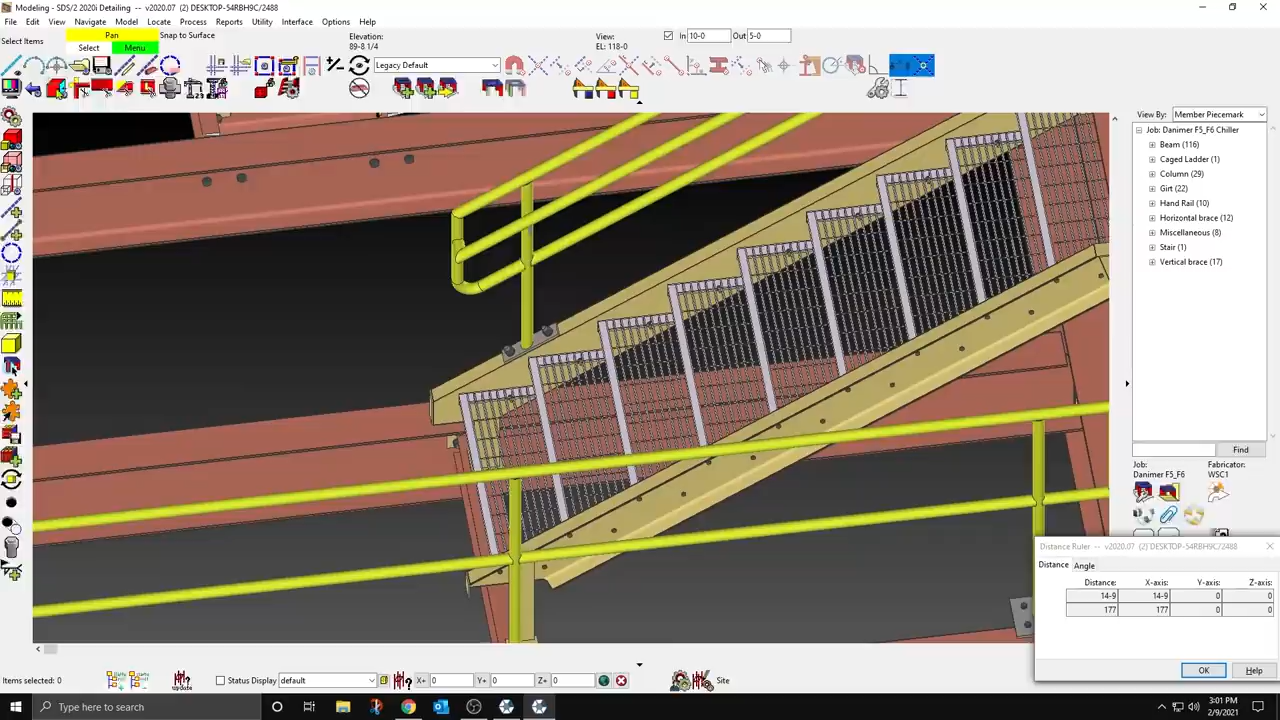 Modeling - SDS/2 2020i Detailing -- v2020.07 (2) DESKTOP-54RBH9C/2488
File Edit View Navigate Model Locate Process Reports Utility Interface Options Help
Select Items
Pan
Select
Menu
Snap to Surface
Elevation:
89-8 1/4
View:
EL: 118-0
In 10-0 Out 5-0
Legacy Default
View By: Member Piecemark
Job: Danimer F5_F6 Chiller
Beam (116)
Caged Ladder (1)
Column (29)
Girt (22)
Hand Rail (10)
Horizontal brace (12)
Miscellaneous (8)
Stair (1)
Vertical brace (17)
Find
Job: Fabricator:
Danimer F5_F6 WSC1
Distance Ruler -- v2020.07 (2) DESKTOP-54RBH9C/2488
Distance Angle
Distance: X-axis: Y-axis: Z-axis:
14-9 14-9 0 0
177 177 0 0
OK Help
Items selected: 0
update
Status Display default
X+ 0 Y+ 0 Z+ 0
Site
Type here to search
3:01 PM
2/9/2021